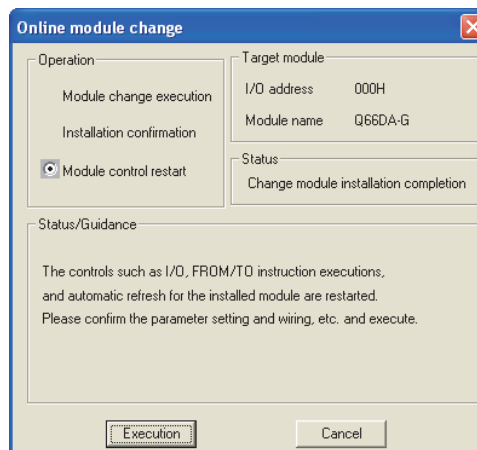 Online module change
Operation
Module change execution
Installation confirmation
Module control restart
Target module
I/O address 000H
Module name Q66DA-G
Status
Change module installation completion
Status/Guidance
The controls such as I/O, FROM/TO instruction executions,
and automatic refresh for the installed module are restarted.
Please confirm the parameter setting and wiring, etc. and execute.
Execution
Cancel